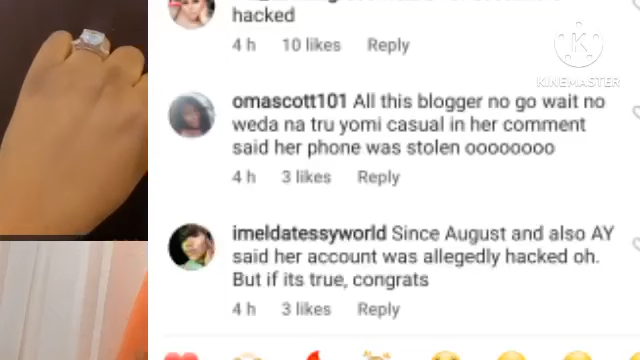 hacked
4 h 10 likes Reply
K
KINEMASTER
omascott101 All this blogger no go wait no
weda na tru yomi casual in her comment
said her phone was stolen oooooooo
4 h 3 likes Reply
imeldatessyworld Since August and also AY
said her account was allegedly hacked oh.
But if its true, congrats
4 h 3 likes Reply